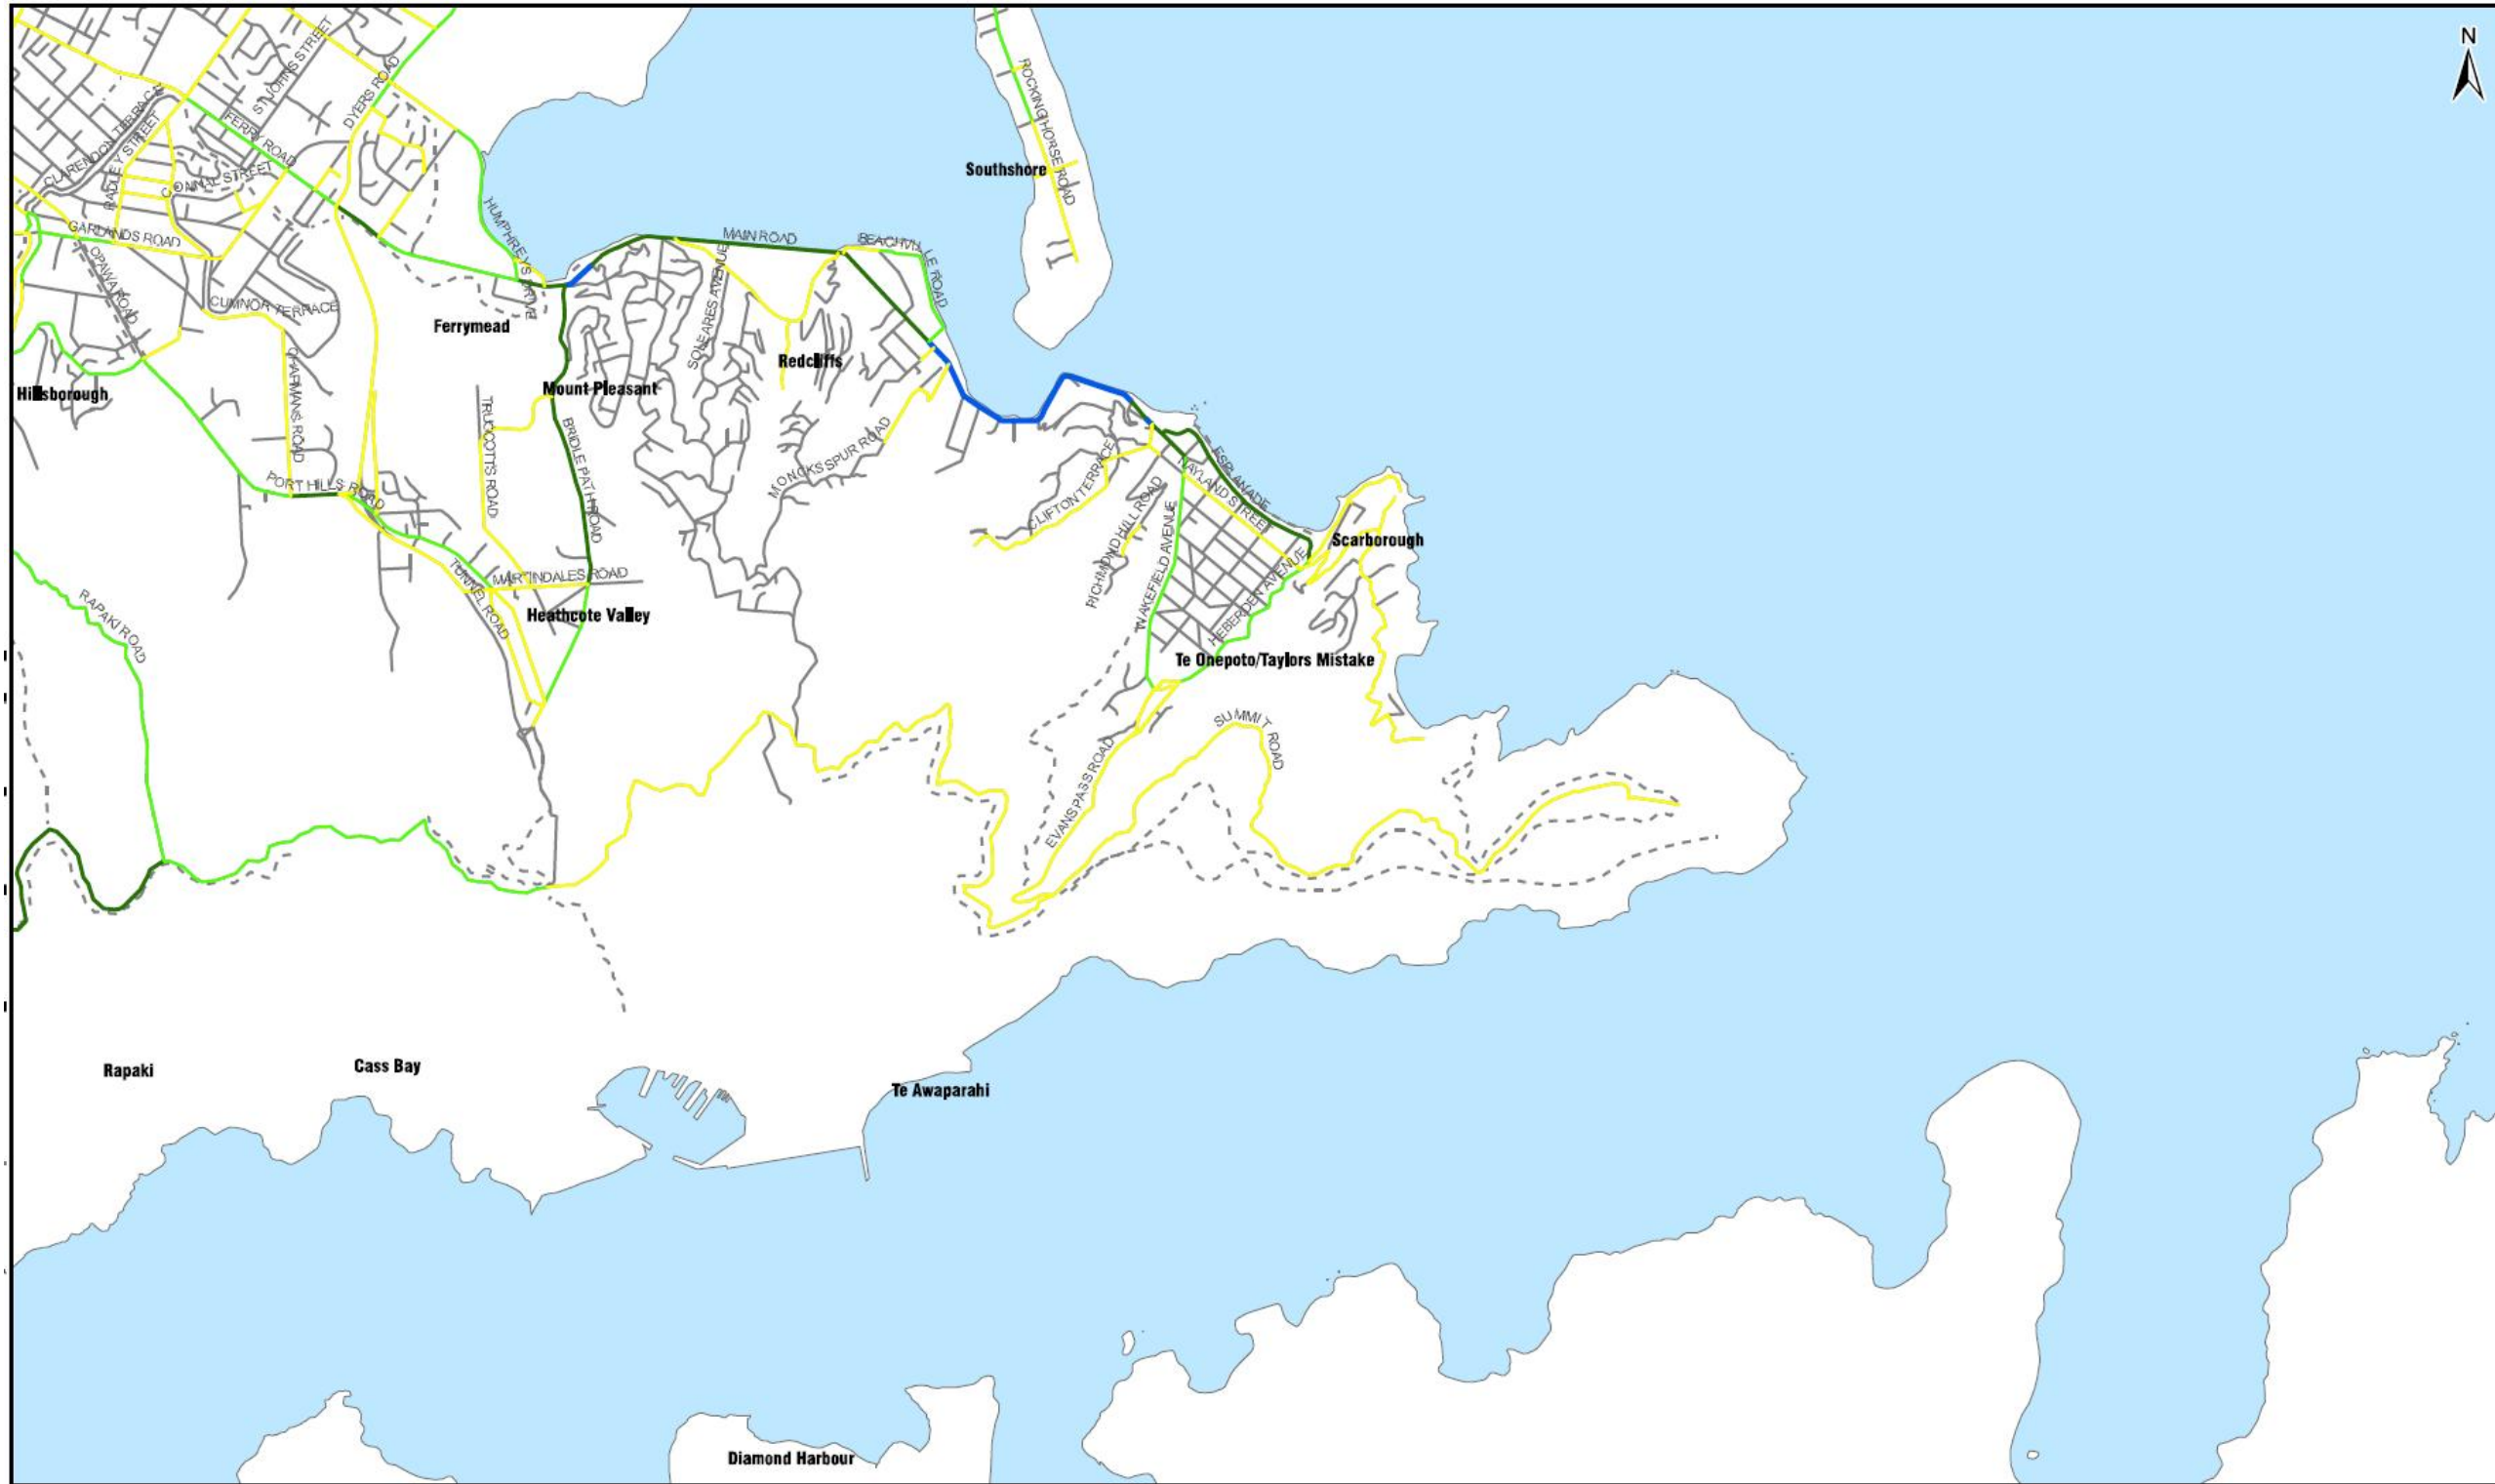 N
ST JOHNS STREET
DYERS ROAD
CLARENDON TERRACE
RADLEY STREET
FERRY ROAD
CONNAL STREET
ROCKING HORSE ROAD
Southshore
HUMPHREYS DRIVE
GARLANDS ROAD
OPAWA ROAD
MAIN ROAD
BEACHVILLE ROAD
SOLEARES AVENUE
CUMNOR TERRACE
Ferrymead
Redcliffs
Hillsborough
CHAPMANS ROAD
Mount Pleasant
TRUSCOTTS ROAD
BRIDLE PATH ROAD
MONCKS SPUR ROAD
PORT HILLS ROAD
CLIFTON TERRACE
ESPLANADE
NAYLAND STREET
RICHMOND HILL ROAD
WAKEFIELD AVENUE
Scarborough
HEBERDEN AVENUE
RAPAKI ROAD
TUNNEL ROAD
MARTINDALES ROAD
Heathcote Valley
Te Onepoto/Taylors Mistake
SUMMIT ROAD
EVANS PASS ROAD
Rapaki
Cass Bay
Te Awaparahi
Diamond Harbour